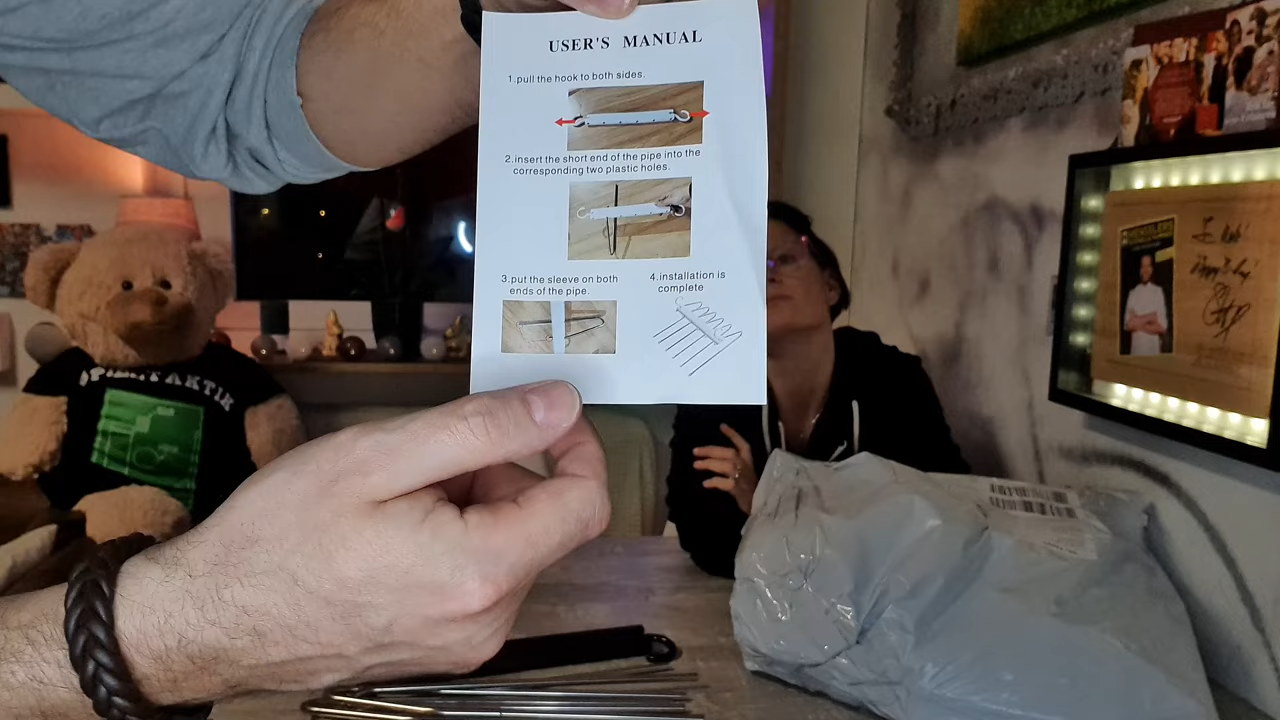 USER'S MANUAL
1.pull the hook to both sides.
2.insert the short end of the pipe into the
corresponding two plastic holes.
3.put the sleeve on both
ends of the pipe.
4.installation is
complete